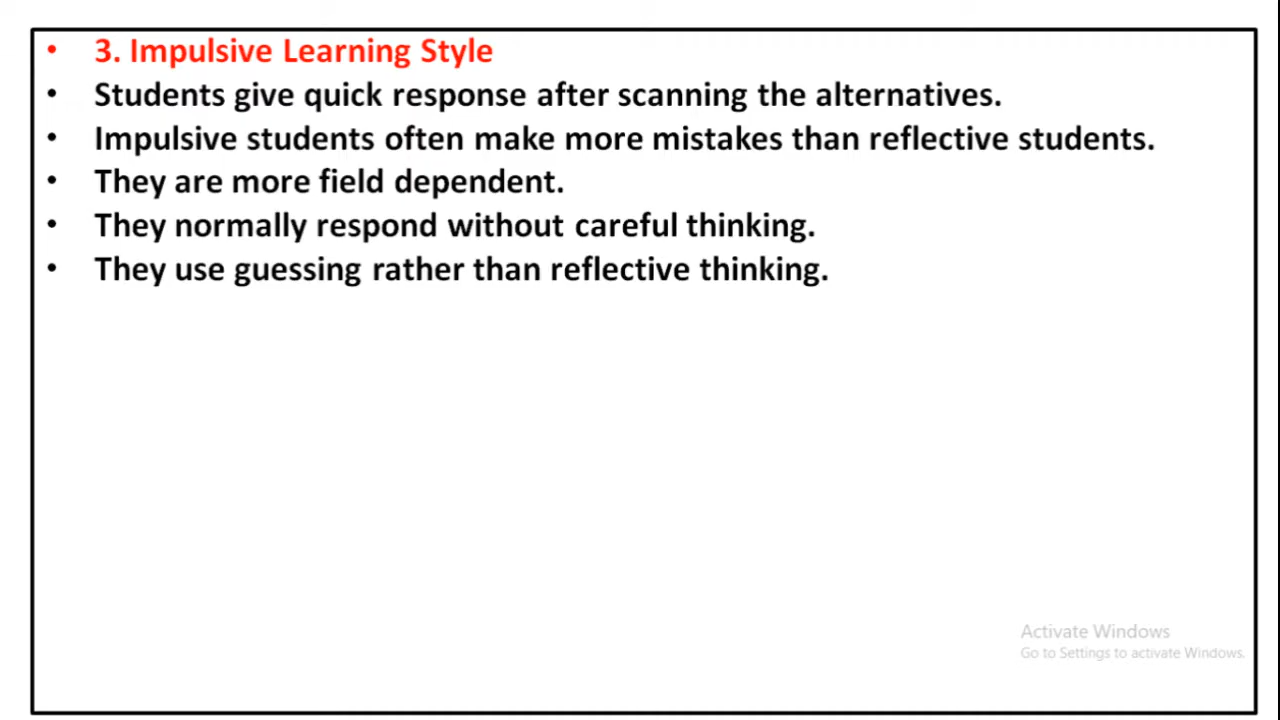 • 3. Impulsive Learning Style
• Students give quick response after scanning the alternatives.
• Impulsive students often make more mistakes than reflective students.
• They are more field dependent.
• They normally respond without careful thinking.
• They use guessing rather than reflective thinking.
Activate Windows
Go to Settings to activate Windows.